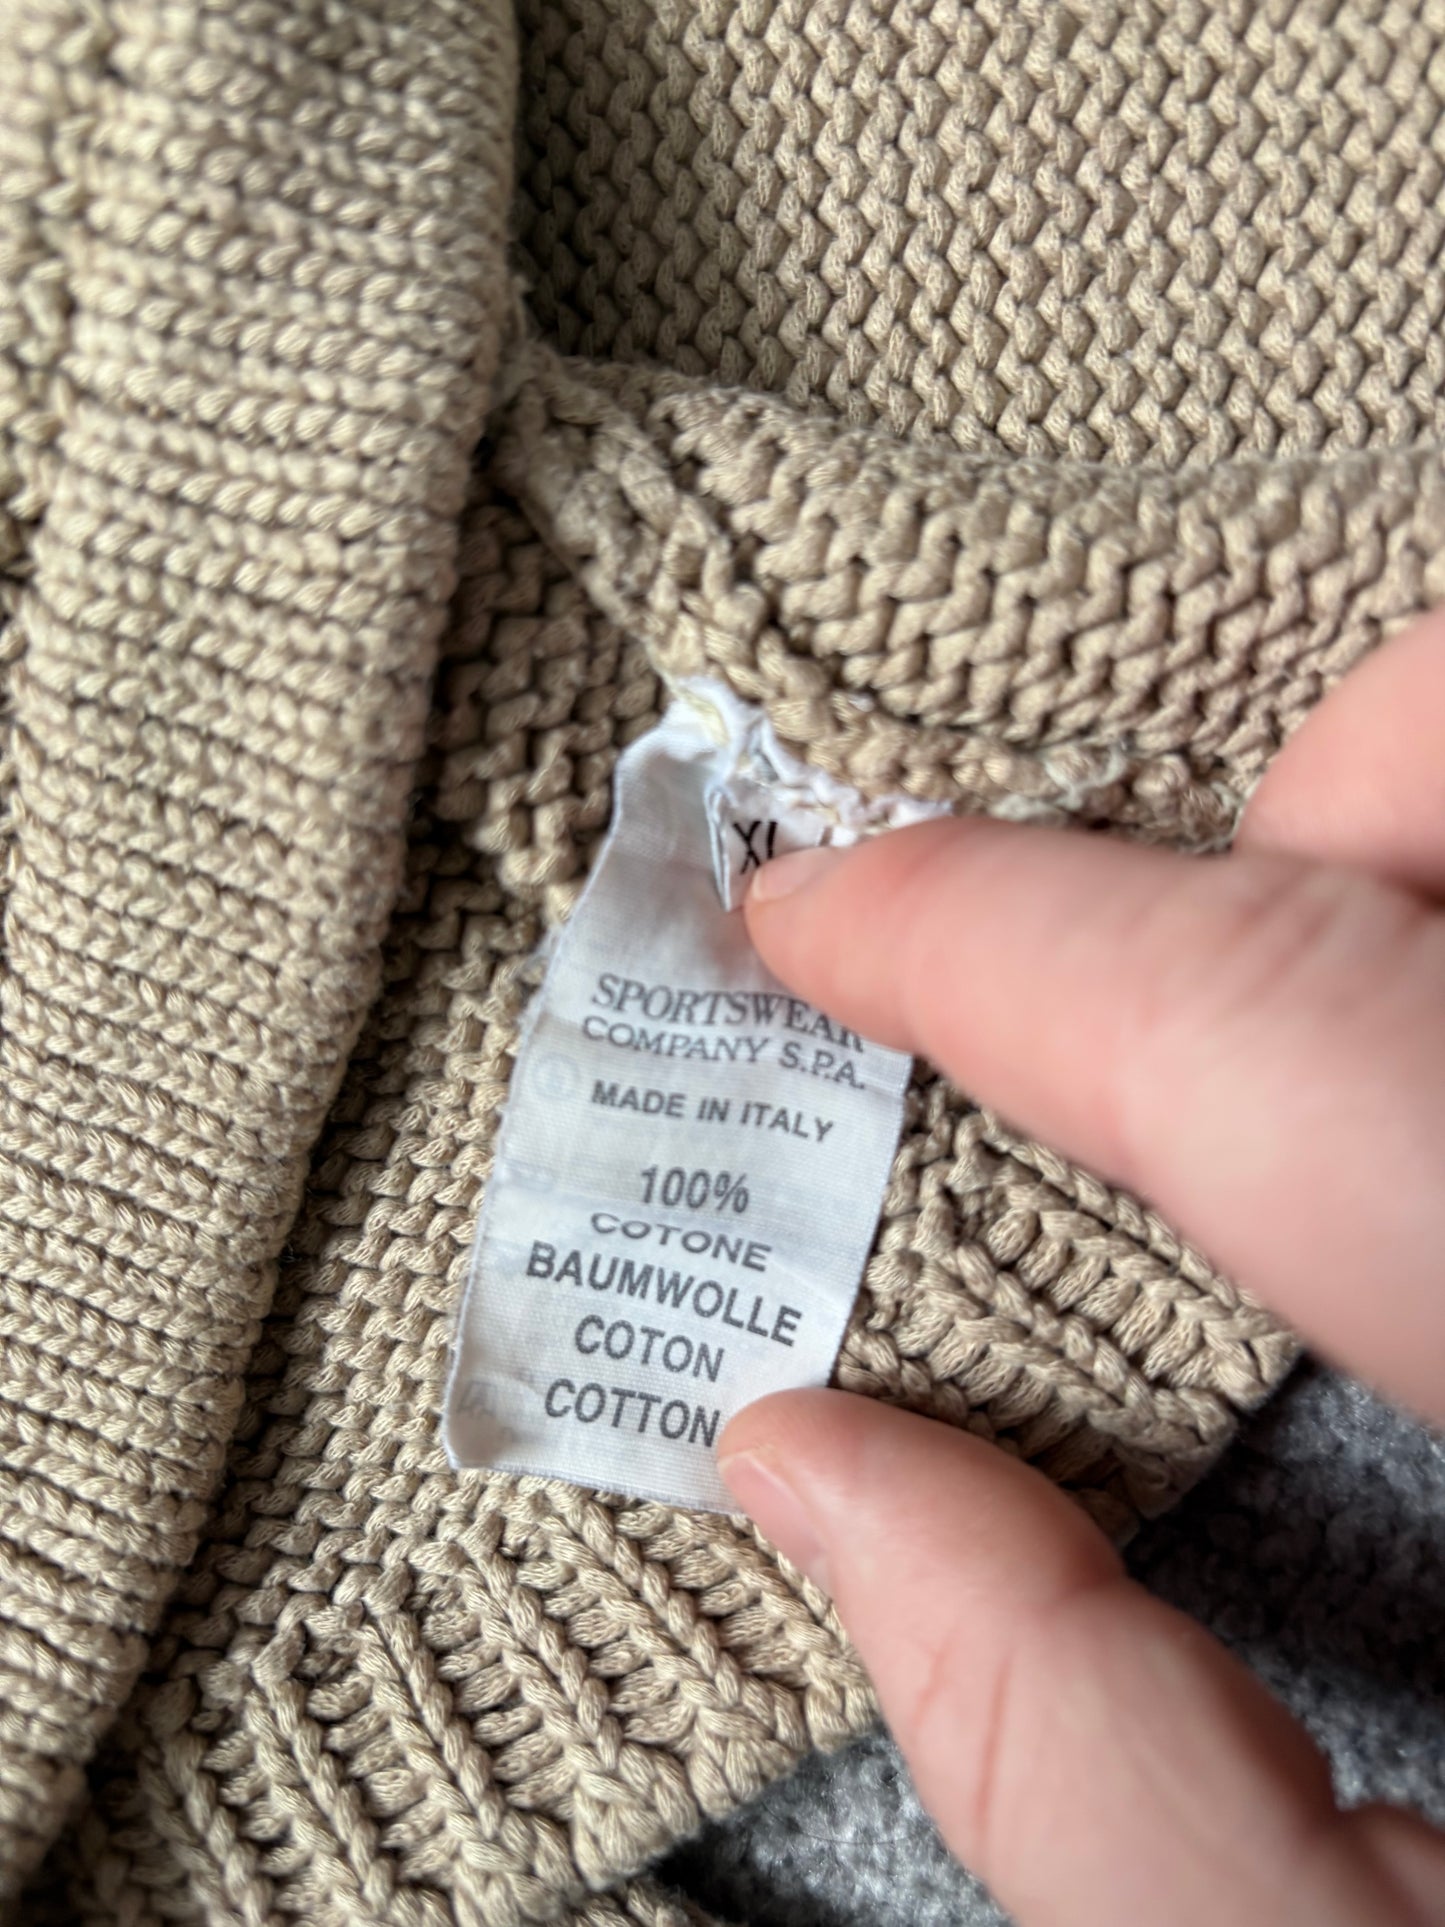 XL
SPORTSWEAR
COMPANY S.P.A.
MADE IN ITALY
100%
COTONE
BAUMWOLLE
COTON
COTTON